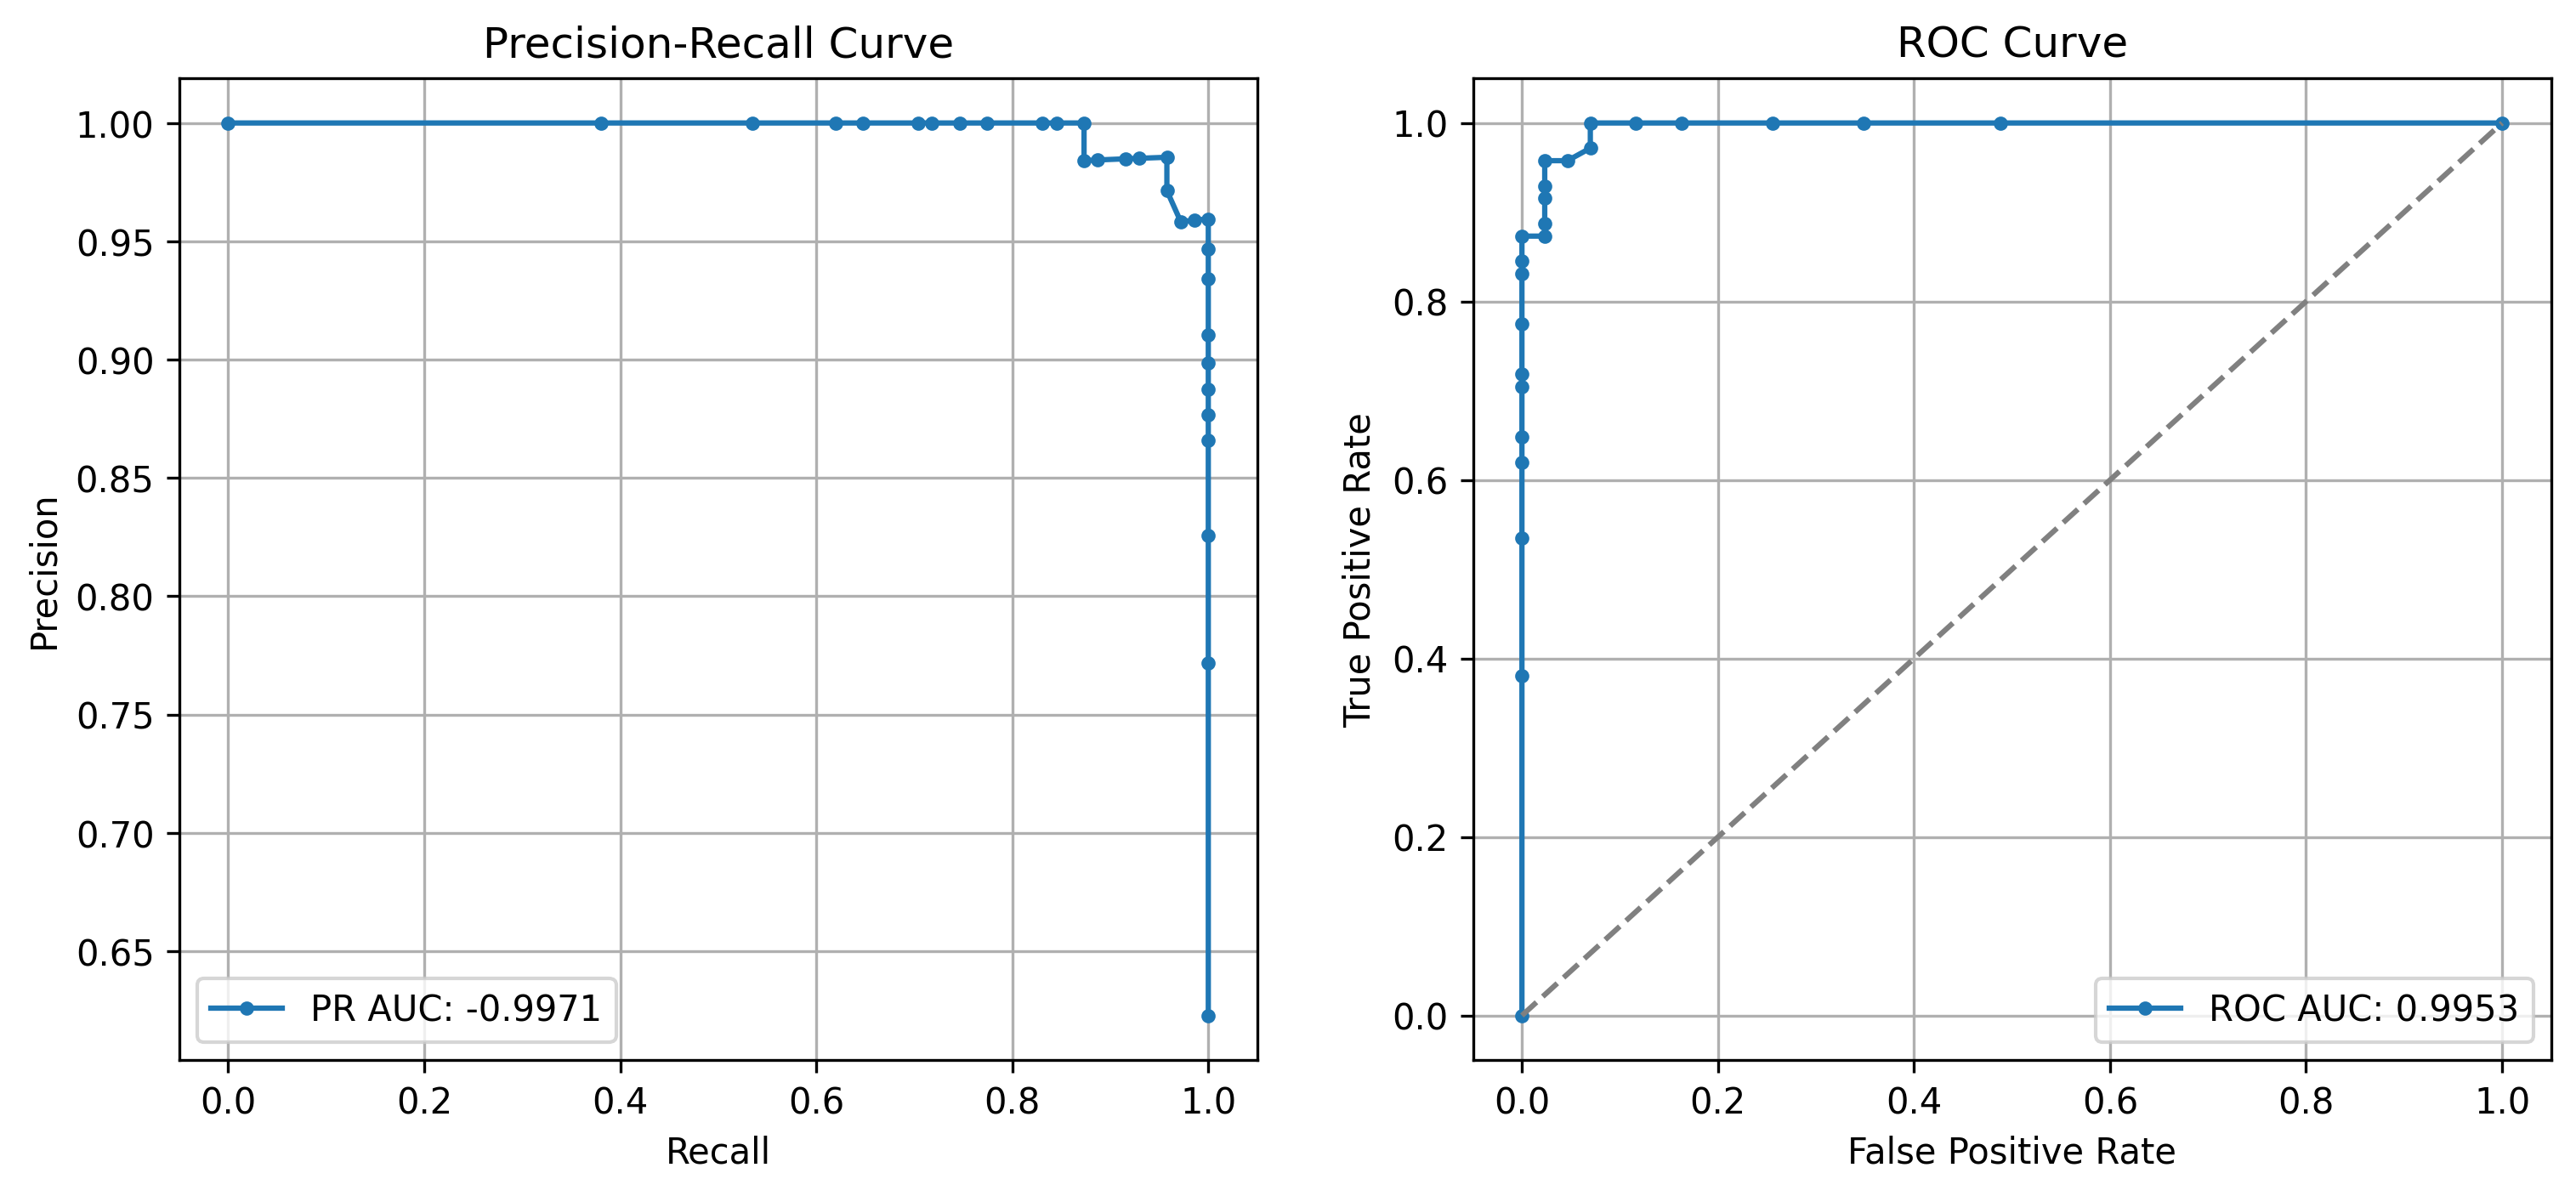 Precision-Recall Curve
1.00
0.95
0.90
0.85
0.80
0.75
0.70
0.65
Precision
PR AUC: -0.9971
0.0 0.2 0.4 0.6 0.8 1.0
Recall
ROC Curve
1.0
0.8
0.6
0.4
0.2
0.0
True Positive Rate
ROC AUC: 0.9953
0.0 0.2 0.4 0.6 0.8 1.0
False Positive Rate